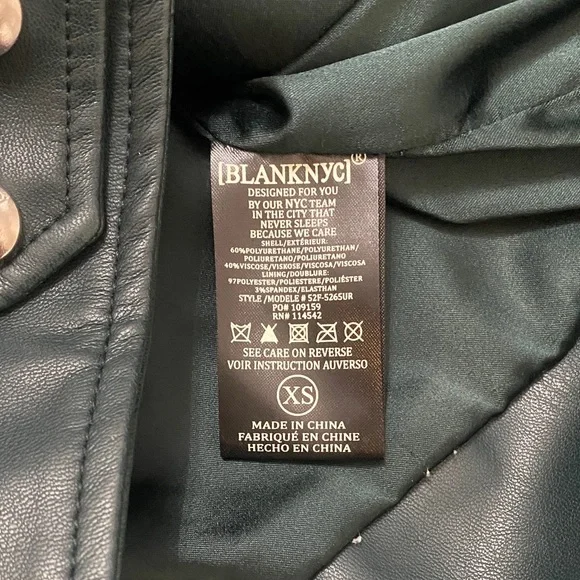 [BLANKNYC]®
DESIGNED FOR YOU
BY OUR NYC TEAM
IN THE CITY THAT
NEVER SLEEPS
BECAUSE WE CARE
SHELL/EXTÉRIEUR:
60%POLYURETHANE/POLYURETHAN/
POLIURETANO/POLIURETANO
40%VISCOSE/VISKOSE/VISCOSA/VISCOSA
LINING/DOUBLURE:
97POLYESTER/POLIESTERE/POLIÉSTER
3%SPANDEX/ELASTHAN
STYLE /MODELE # 52F-5265UR
PO# 109159
RN# 114542
SEE CARE ON REVERSE
VOIR INSTRUCTION AUVERSO
XS
MADE IN CHINA
FABRIQUÉ EN CHINE
HECHO EN CHINA